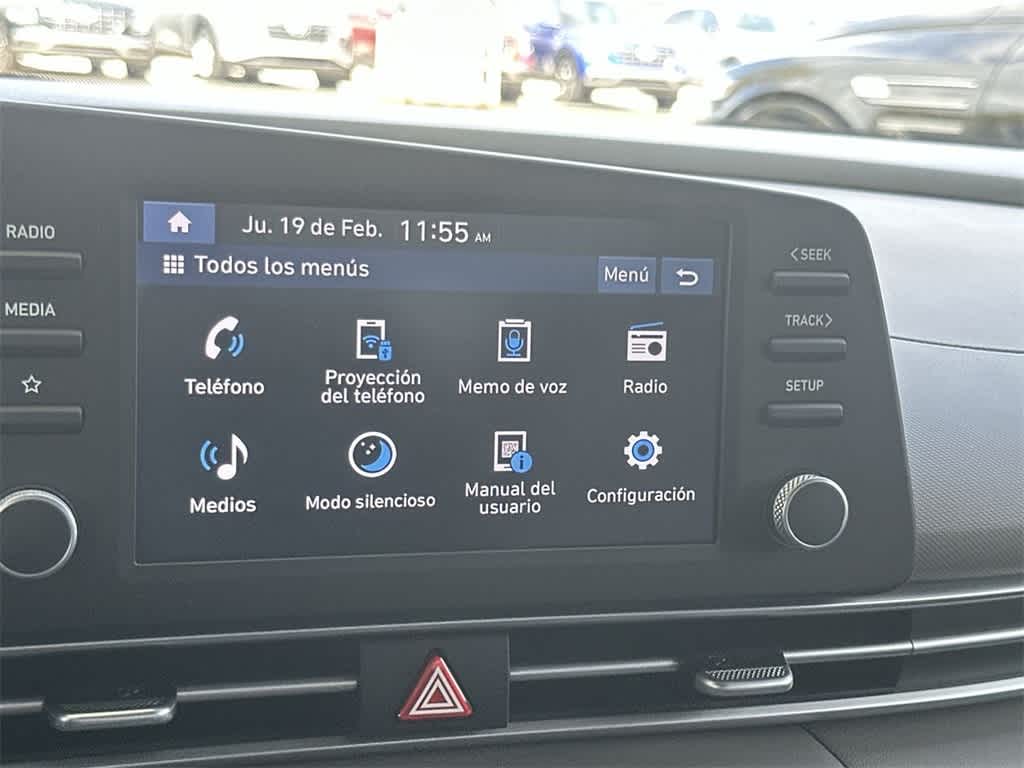 RADIO
MEDIA
Ju. 19 de Feb. 11:55 AM
Todos los menús
Menú
Teléfono
Proyección
del teléfono
Memo de voz
Radio
Medios
Modo silencioso
Manual del
usuario
Configuración
<SEEK
TRACK>
SETUP